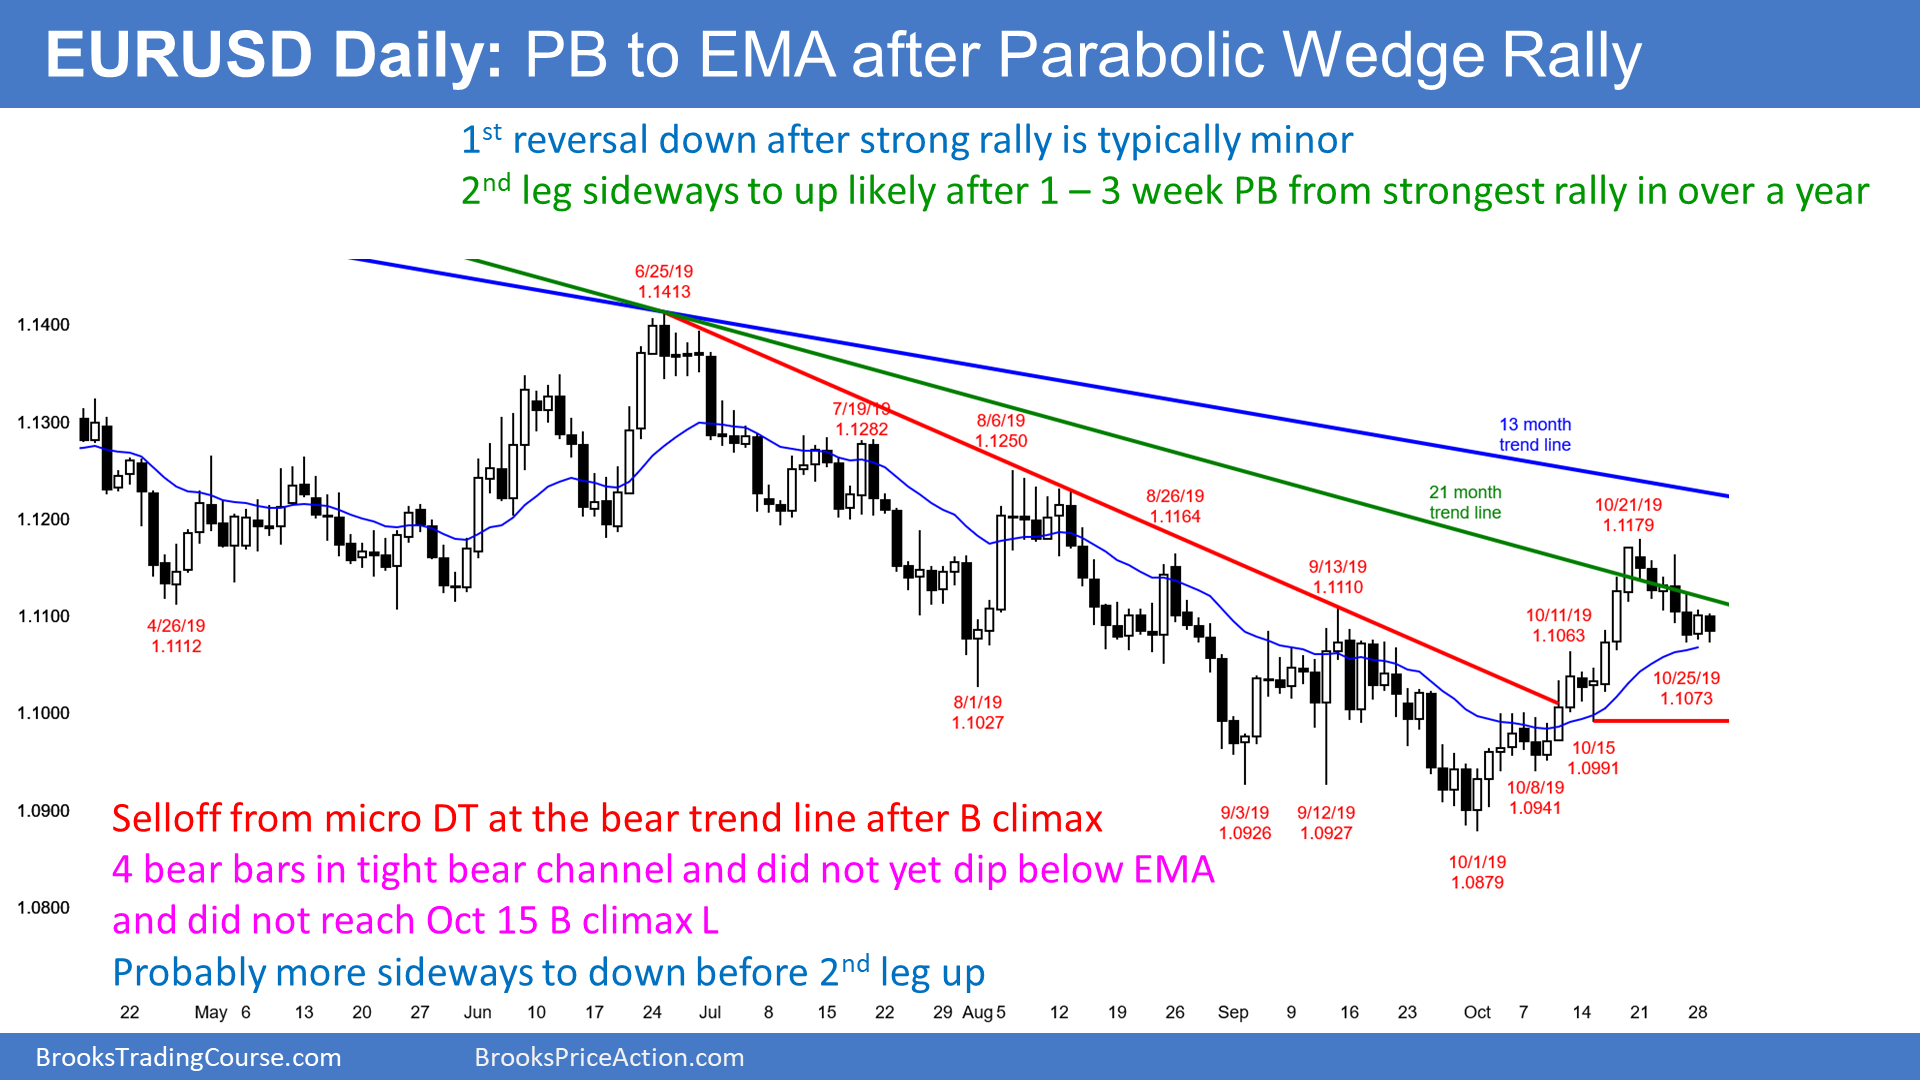 EURUSD Daily: PB to EMA after Parabolic Wedge Rally
1st reversal down after strong rally is typically minor
2nd leg sideways to up likely after 1 – 3 week PB from strongest rally in over a year
6/25/19
1.1413
1.1400
1.1300
1.1200
1.1100
1.1000
1.0900
1.0800
7/19/19
1.1282
8/6/19
1.1250
13 month
trend line
21 month
trend line
8/26/19
1.1164
10/21/19
1.1179
9/13/19
1.1110
10/11/19
1.1063
4/26/19
1.1112
8/1/19
1.1027
10/25/19
1.1073
10/15
1.0991
10/8/19
1.0941
9/3/19
1.0926
9/12/19
1.0927
10/1/19
1.0879
Selloff from micro DT at the bear trend line after B climax
4 bear bars in tight bear channel and did not yet dip below EMA
and did not reach Oct 15 B climax L
Probably more sideways to down before 2nd leg up
22 May 6 13 20 27 Jun 10 17 24 Jul 8 15 22 29 Aug 5 12 19 26 Sep 9 16 23 Oct 7 14 21 28
BrooksTradingCourse.com BrooksPriceAction.com